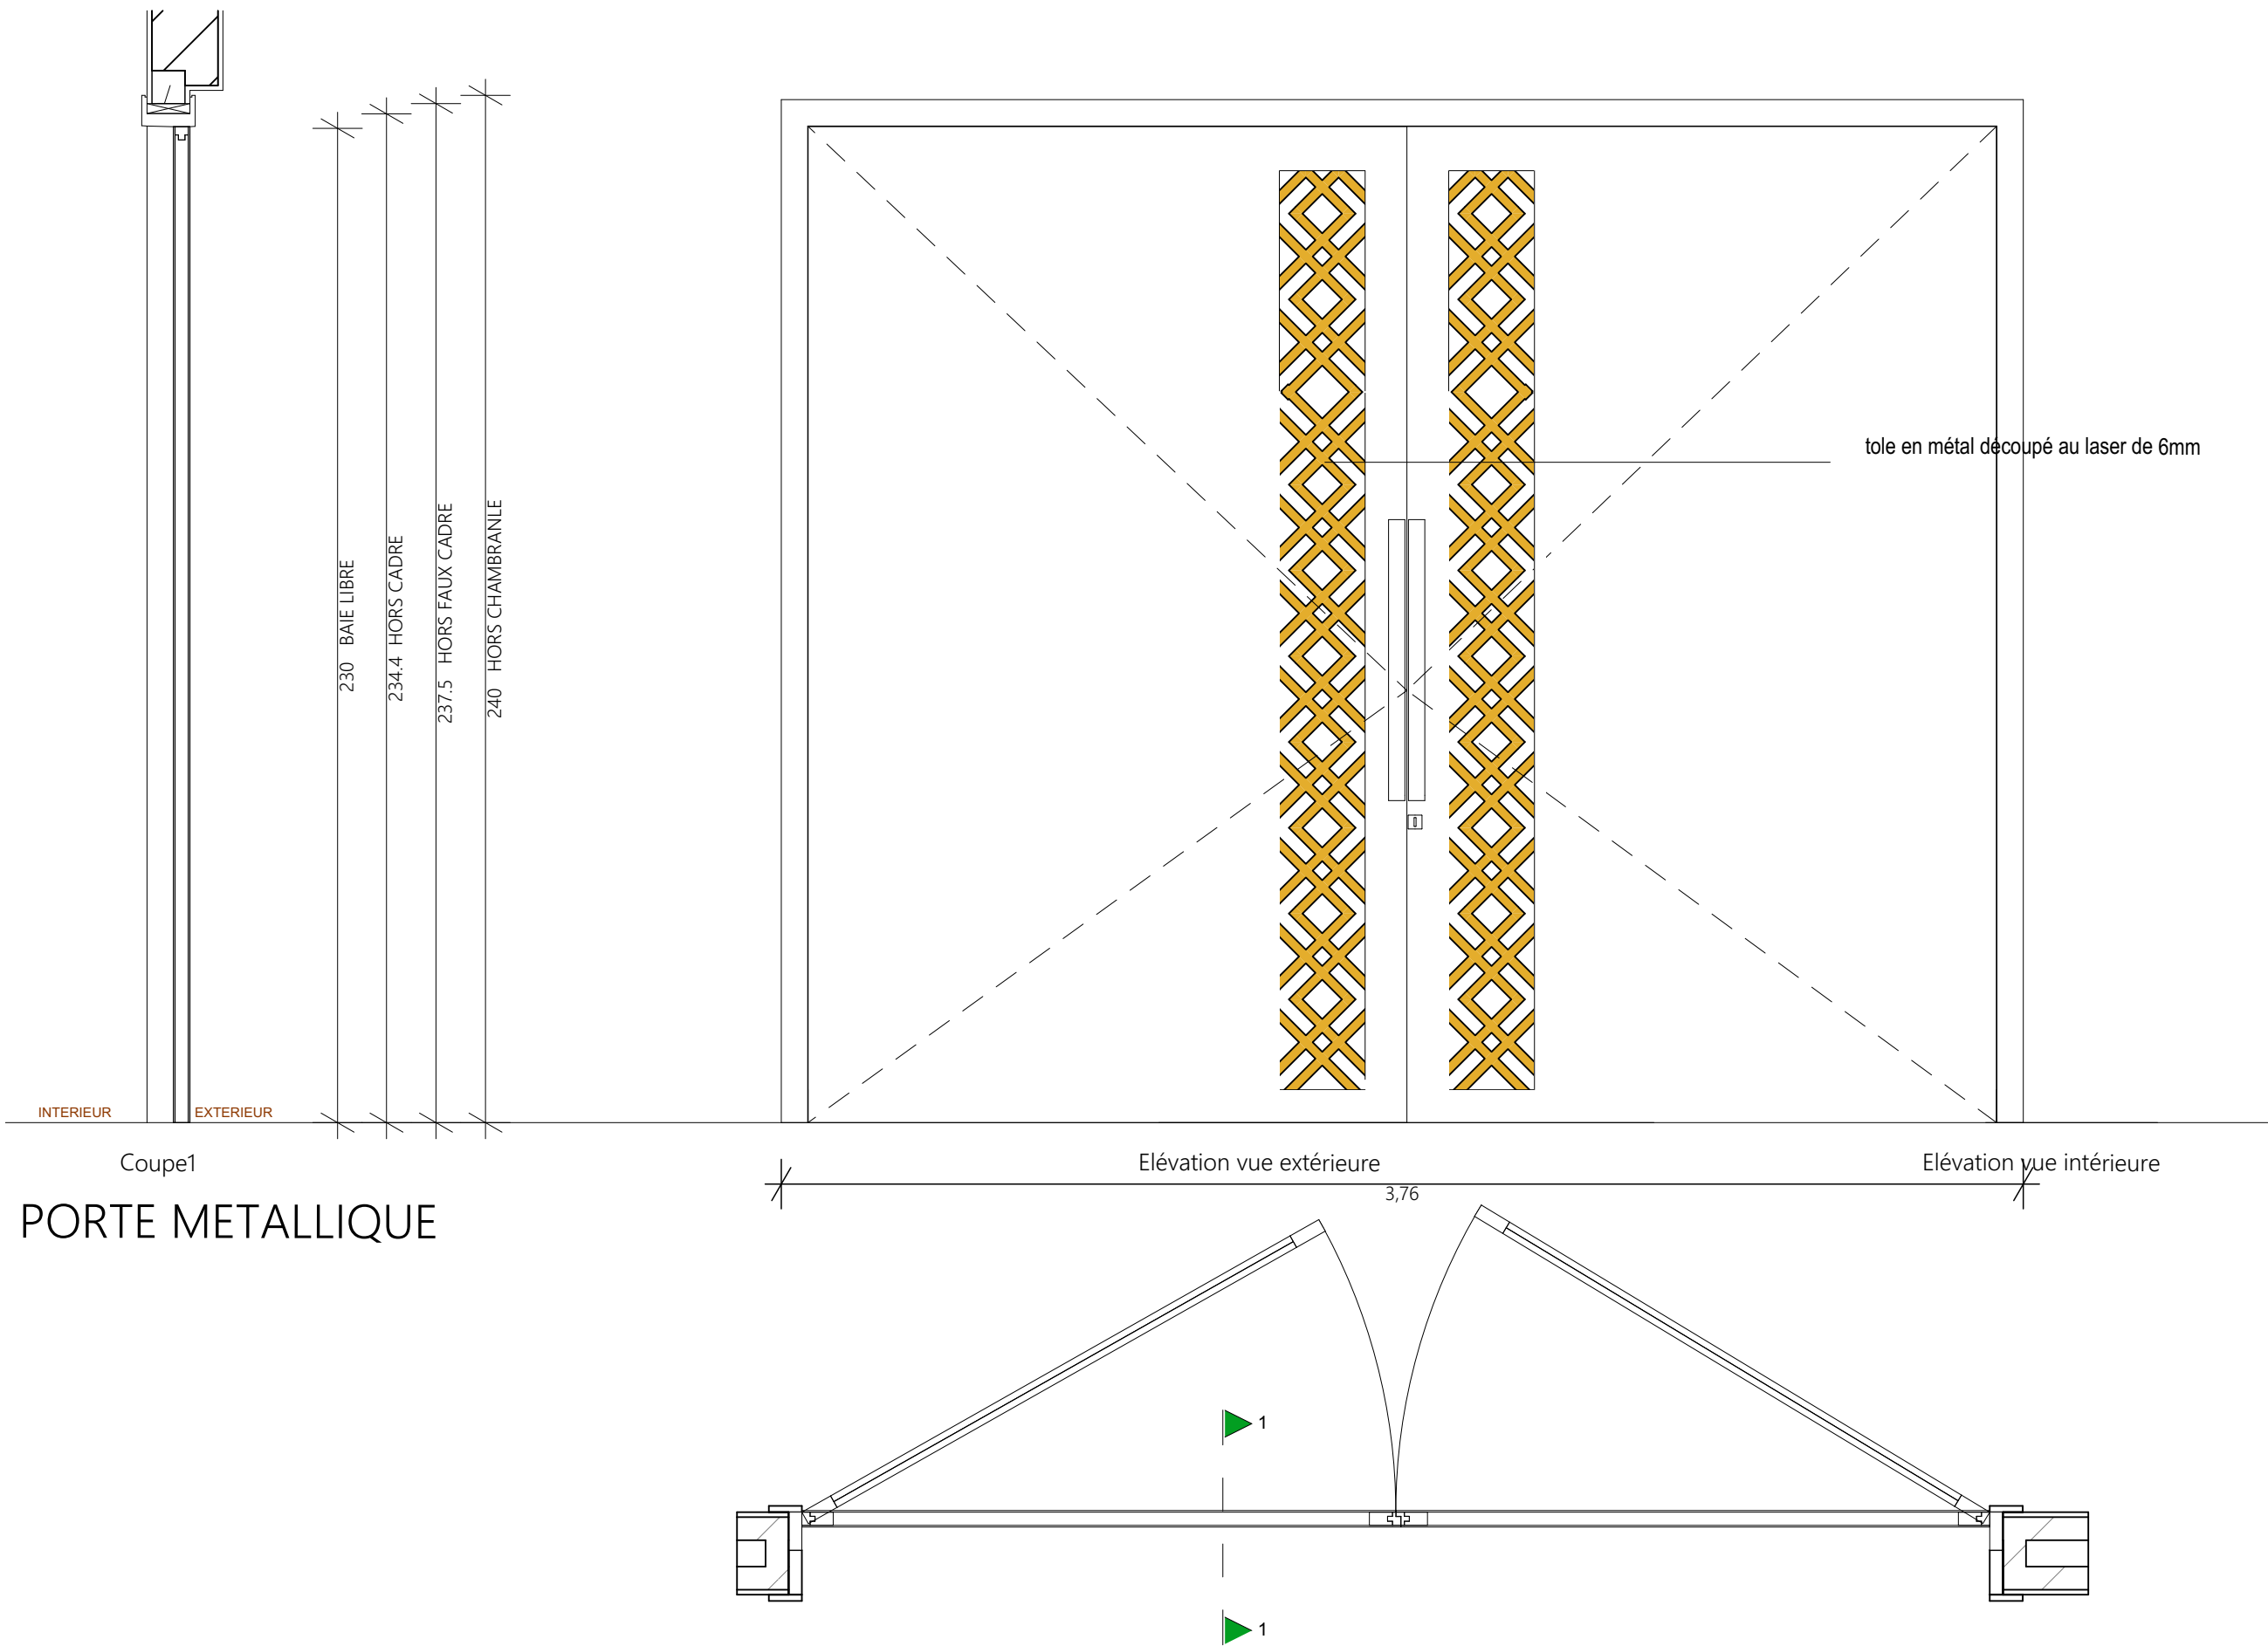 230 BAIE LIBRE
234.4 HORS CADRE
237.5 HORS FAUX CADRE
240 HORS CHAMBRANLE
tole en métal découpé au laser de 6mm
INTERIEUR
EXTERIEUR
Coupe1
Elévation vue extérieure
Elévation vue intérieure
3,76
PORTE METALLIQUE
1
1